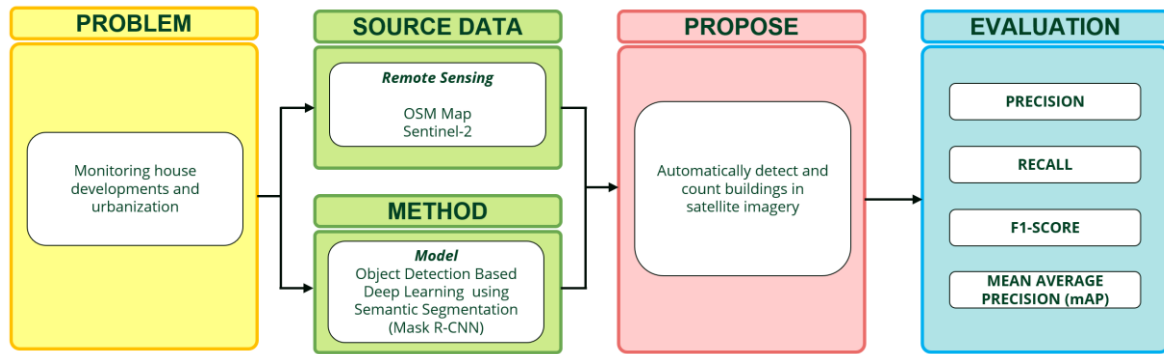 PROBLEM
Monitoring house
developments and
urbanization
SOURCE DATA
Remote Sensing
OSM Map
Sentinel-2
METHOD
Model
Object Detection Based
Deep Learning using
Semantic Segmentation
(Mask R-CNN)
PROPOSE
Automatically detect and
count buildings in
satellite imagery
EVALUATION
PRECISION
RECALL
F1-SCORE
MEAN AVERAGE
PRECISION (mAP)